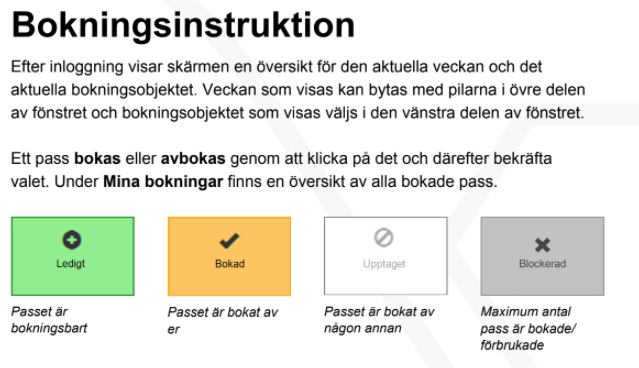 Bokningsinstruktion
Efter inloggning visar skärmen en översikt för den aktuella veckan och det
aktuella bokningsobjektet. Veckan som visas kan bytas med pilarna i övre delen
av fönstret och bokningsobjektet som visas väljs i den vänstra delen av fönstret.
Ett pass bokas eller avbokas genom att klicka på det och därefter bekräfta
valet. Under Mina bokningar finns en översikt av alla bokade pass.
Ledigt
Passet är
bokningsbart
Bokad
Passet är bokat av
er
Upptaget
Passet är bokat av
någon annan
Blockerad
Maximum antal
pass är bokade/
förbrukade